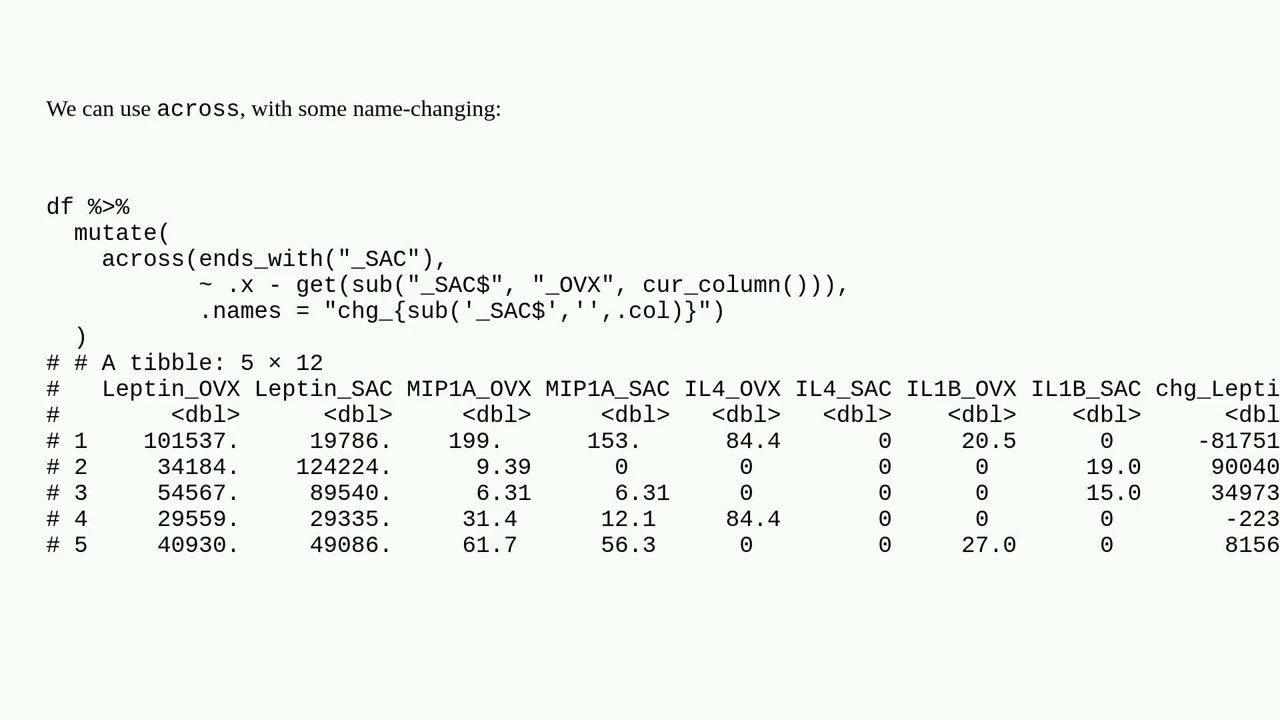 We can use across, with some name-changing:
df %>%
  mutate(
    across(ends_with("_SAC"),
           ~ .x - get(sub("_SAC$", "_OVX", cur_column())),
           .names = "chg_{sub('_SAC$','',.col)}")
  )
# # A tibble: 5 × 12
#   Leptin_OVX Leptin_SAC MIP1A_OVX MIP1A_SAC IL4_OVX IL4_SAC IL1B_OVX IL1B_SAC chg_Lepti
#        <dbl>      <dbl>     <dbl>     <dbl>   <dbl>   <dbl>    <dbl>    <dbl>      <dbl
# 1    101537.     19786.   199.      153.      84.4       0     20.5      0      -81751
# 2     34184.    124224.     9.39      0        0         0      0       19.0     90040
# 3     54567.     89540.     6.31      6.31     0         0      0       15.0     34973
# 4     29559.     29335.    31.4      12.1     84.4       0      0        0        -223
# 5     40930.     49086.    61.7      56.3      0         0     27.0      0        8156